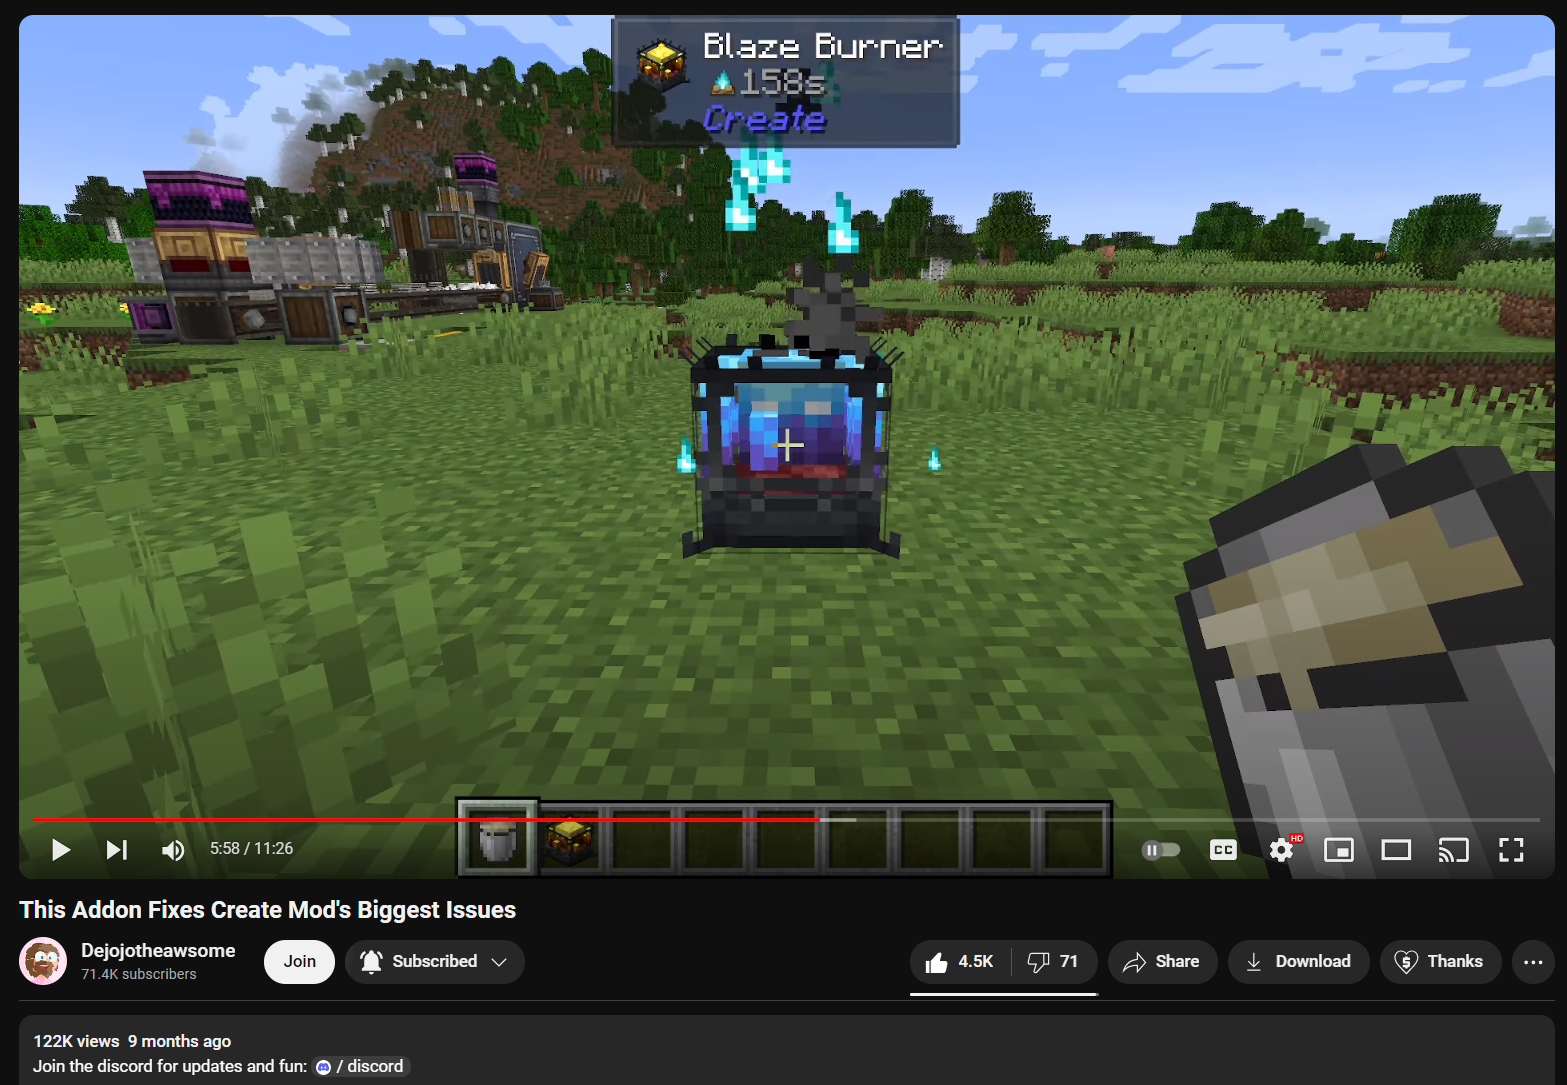 Blaze Burner
158s
Create
5:58 / 11:26
CC
HD
This Addon Fixes Create Mod's Biggest Issues
Dejojotheawsome
71.4K subscribers
Join
Subscribed
4.5K
71
Share
Download
Thanks
122K views 9 months ago
Join the discord for updates and fun: / discord